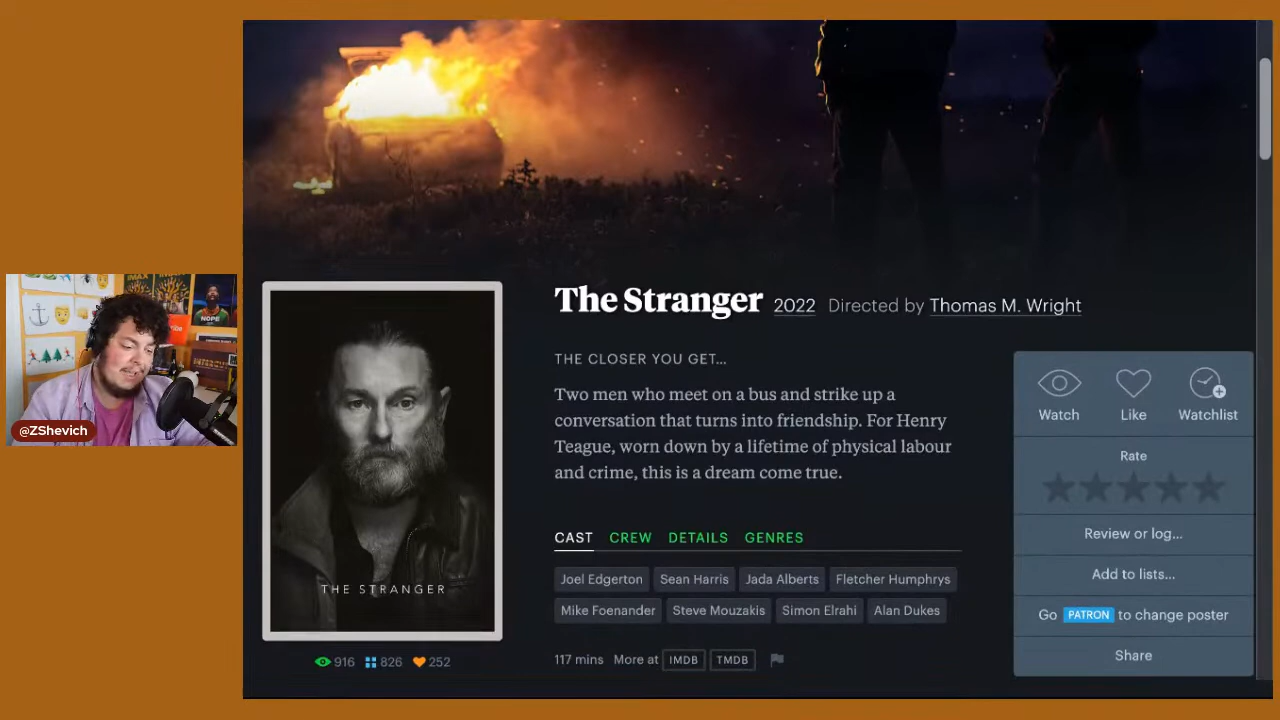 The Stranger 2022 Directed by Thomas M. Wright
THE CLOSER YOU GET...
Two men who meet on a bus and strike up a
conversation that turns into friendship. For Henry
Teague, worn down by a lifetime of physical labour
and crime, this is a dream come true.
CAST CREW DETAILS GENRES
Joel Edgerton Sean Harris Jada Alberts Fletcher Humphrys
Mike Foenander Steve Mouzakis Simon Elrahi Alan Dukes
117 mins More at IMDB TMDB
THE STRANGER
916 826 252
Watch Like Watchlist
Rate
Review or log...
Add to lists...
Go PATRON to change poster
Share
@ZShevich
NOPE
IMAX